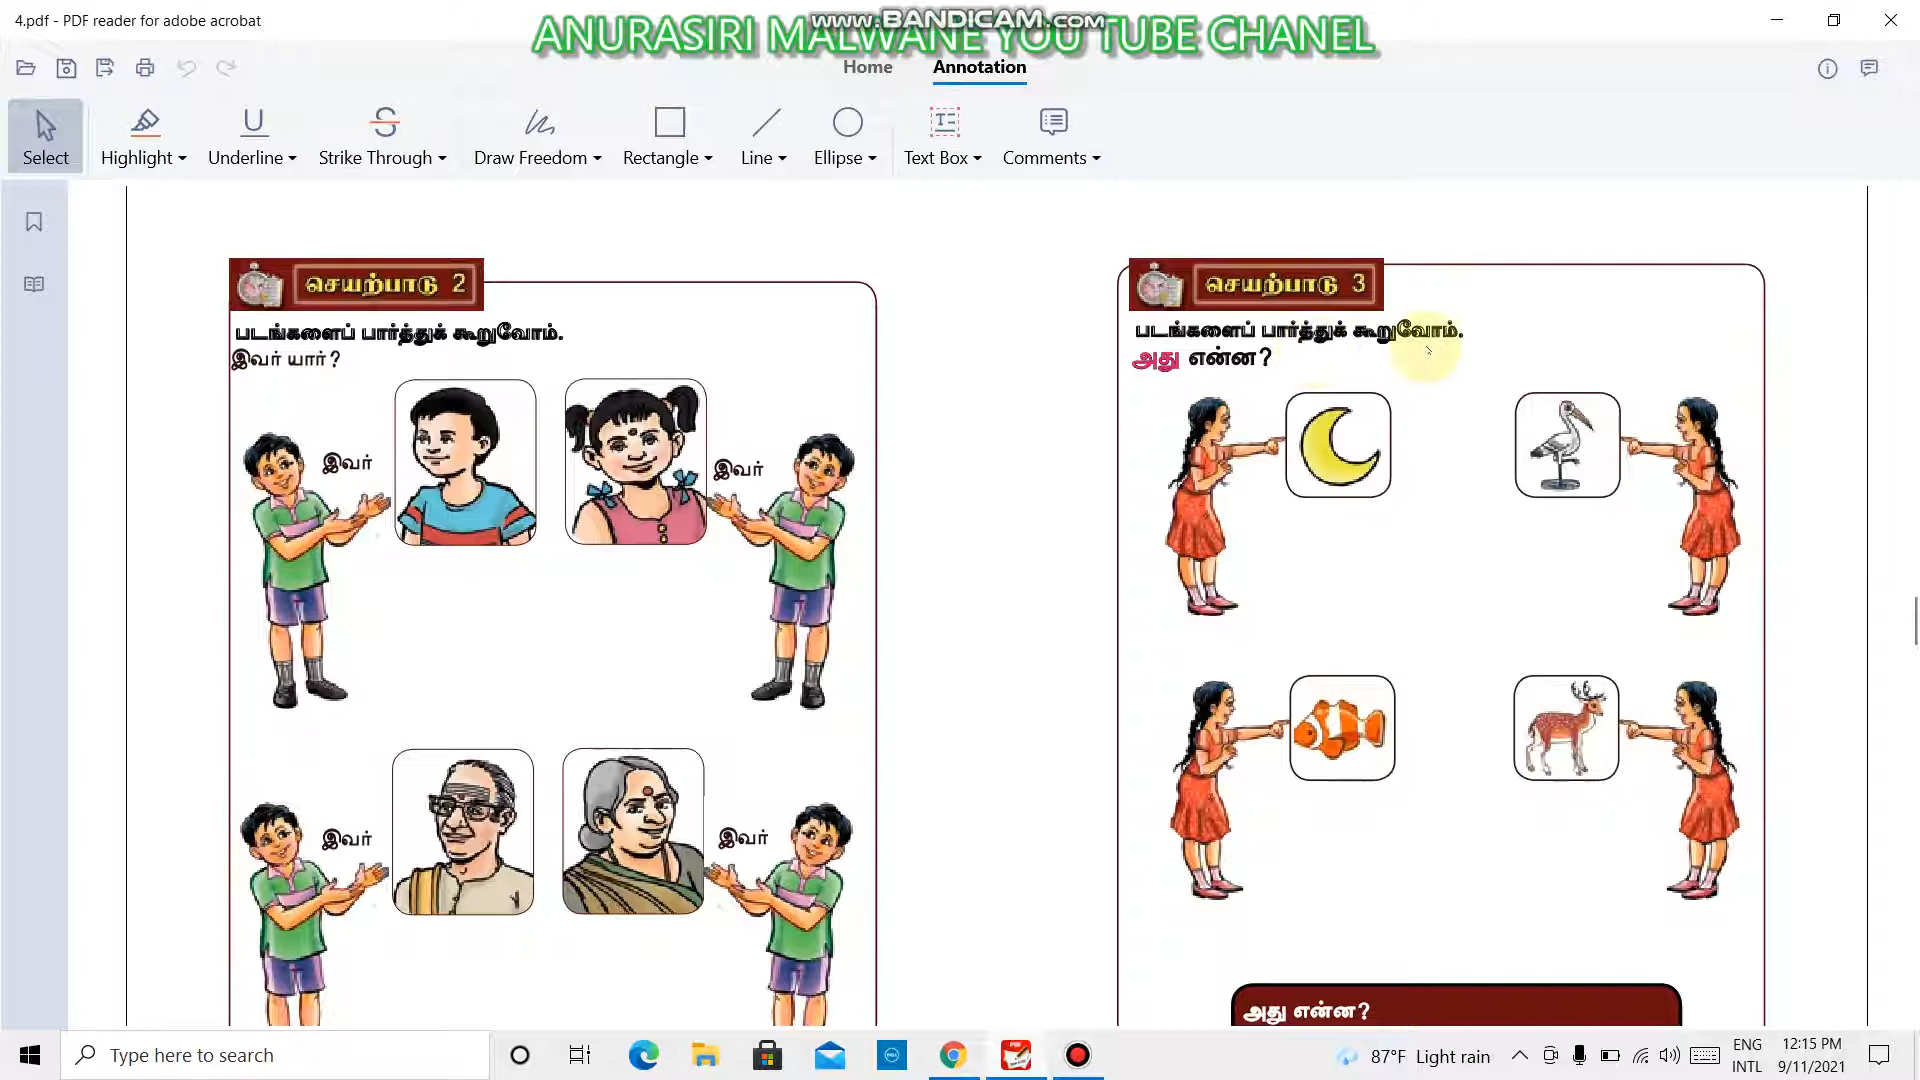 4.pdf - PDF reader for adobe acrobat
www.BANDICAM.com
ANURASIRI MALWANE YOU TUBE CHANEL
Home
Annotation
Select
Highlight
Underline
Strike Through
Draw Freedom
Rectangle
Line
Ellipse
Text Box
Comments
செயற்பாடு 2
படங்களைப் பார்த்துக் கூறுவோம்.
இவர் யார்?
இவர்
இவர்
இவர்
இவர்
செயற்பாடு 3
படங்களைப் பார்த்துக் கூறுவோம்.
அது என்ன?
அது என்ன?
Type here to search
87°F Light rain
ENG
INTL
12:15 PM
9/11/2021